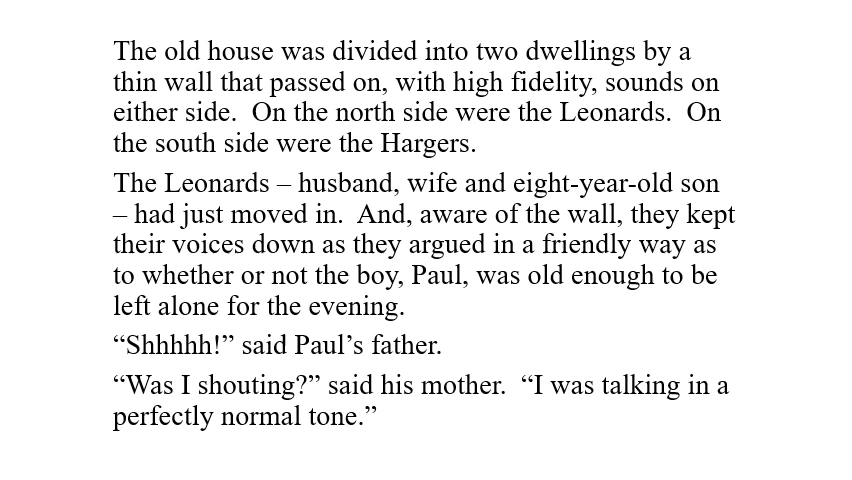 The old house was divided into two dwellings by a
thin wall that passed on, with high fidelity, sounds on
either side.  On the north side were the Leonards.  On
the south side were the Hargers.
The Leonards – husband, wife and eight-year-old son
– had just moved in.  And, aware of the wall, they kept
their voices down as they argued in a friendly way as
to whether or not the boy, Paul, was old enough to be
left alone for the evening.
“Shhhhh!” said Paul’s father.
“Was I shouting?” said his mother.  “I was talking in a
perfectly normal tone.”